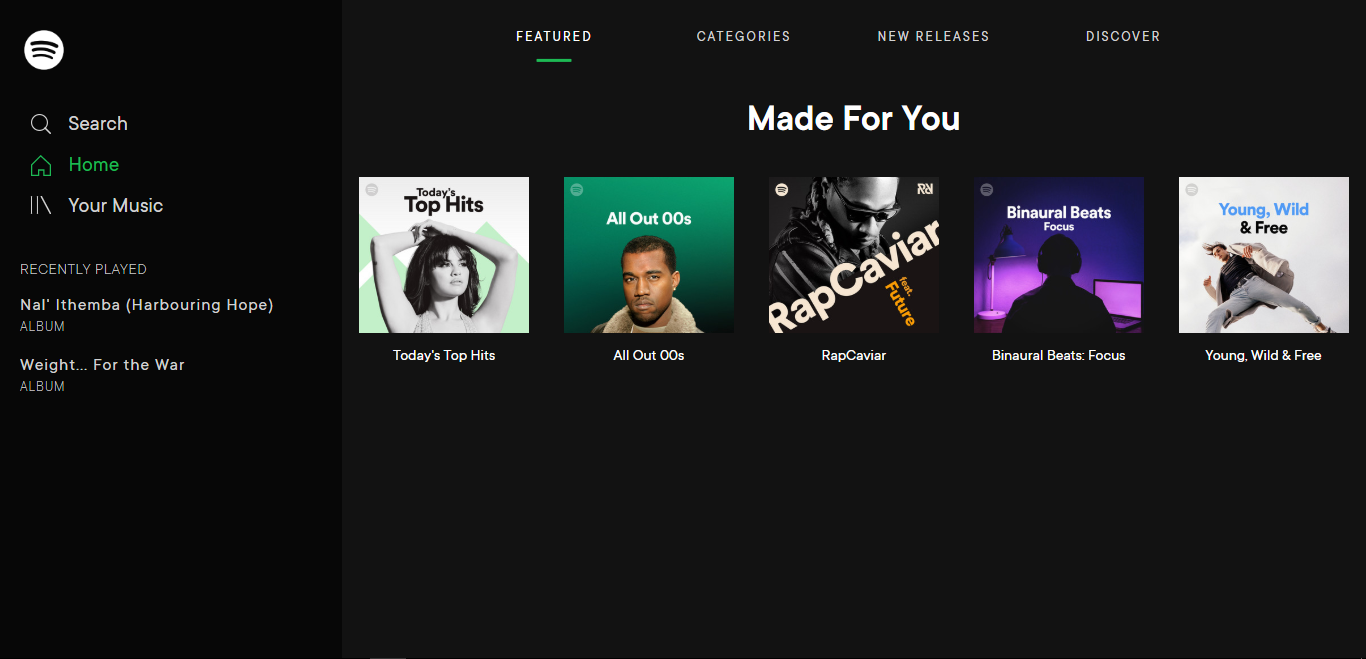 FEATURED
CATEGORIES
NEW RELEASES
DISCOVER
Search
Home
Your Music
RECENTLY PLAYED
Nal' Ithemba (Harbouring Hope)
ALBUM
Weight... For the War
ALBUM
Made For You
Today's
Top Hits
Today's Top Hits
All Out 00s
All Out 00s
RapCaviar
feat.
Future
RapCaviar
Binaural Beats
Focus
Binaural Beats: Focus
Young, Wild
& Free
Young, Wild & Free